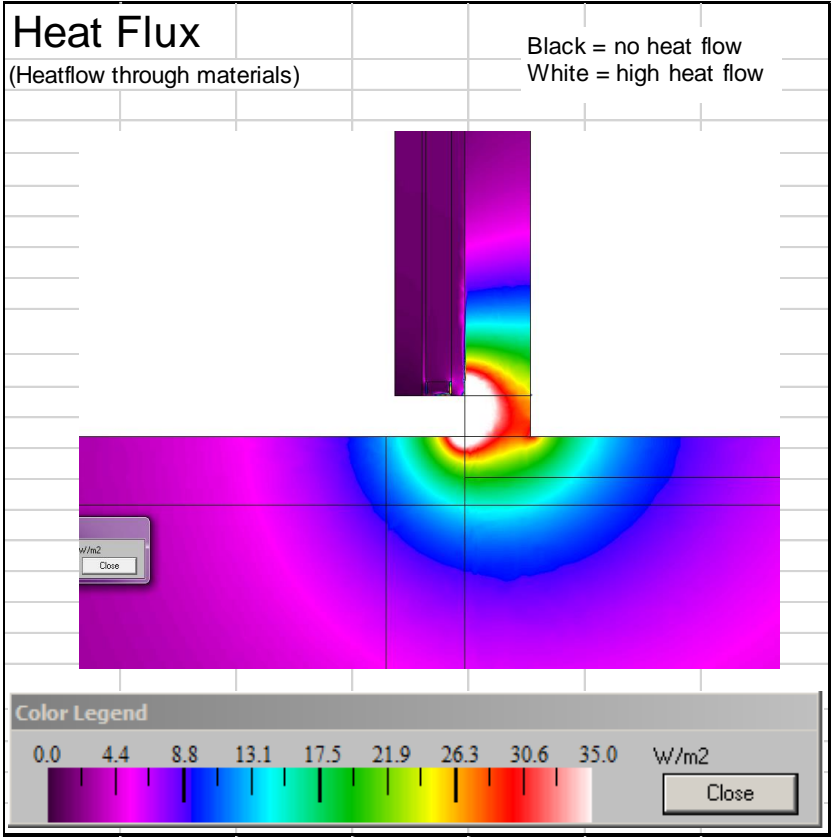 Heat Flux
(Heatflow through materials)
Black = no heat flow
White = high heat flow
W/m2
Close
Color Legend
0.0 4.4 8.8 13.1 17.5 21.9 26.3 30.6 35.0 W/m2
Close